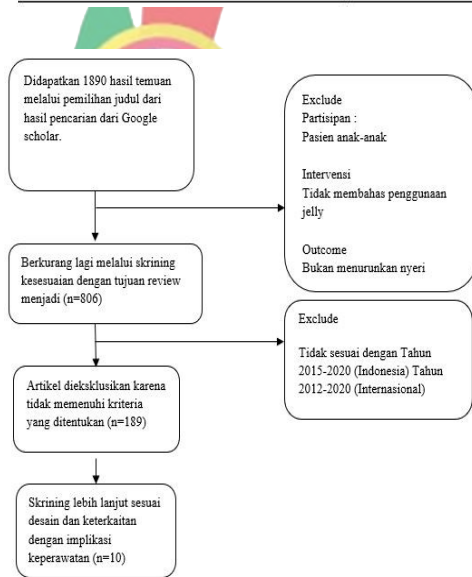 Didapatkan 1890 hasil temuan
melalui pemilihan judul dari
hasil pencarian dari Google
scholar.
Exclude
Partisipan :
Pasien anak-anak
Intervensi
Tidak membahas penggunaan
jelly
Outcome
Bukan menurunkan nyeri
Berkurang lagi melalui skrining
kesesuaian dengan tujuan review
menjadi (n=806)
Exclude
Tidak sesuai dengan Tahun
2015-2020 (Indonesia) Tahun
2012-2020 (Internasional)
Artikel dieksklusikan karena
tidak memenuhi kriteria
yang ditentukan (n=189)
Skrining lebih lanjut sesuai
desain dan keterkaitan
dengan implikasi
keperawatan (n=10)